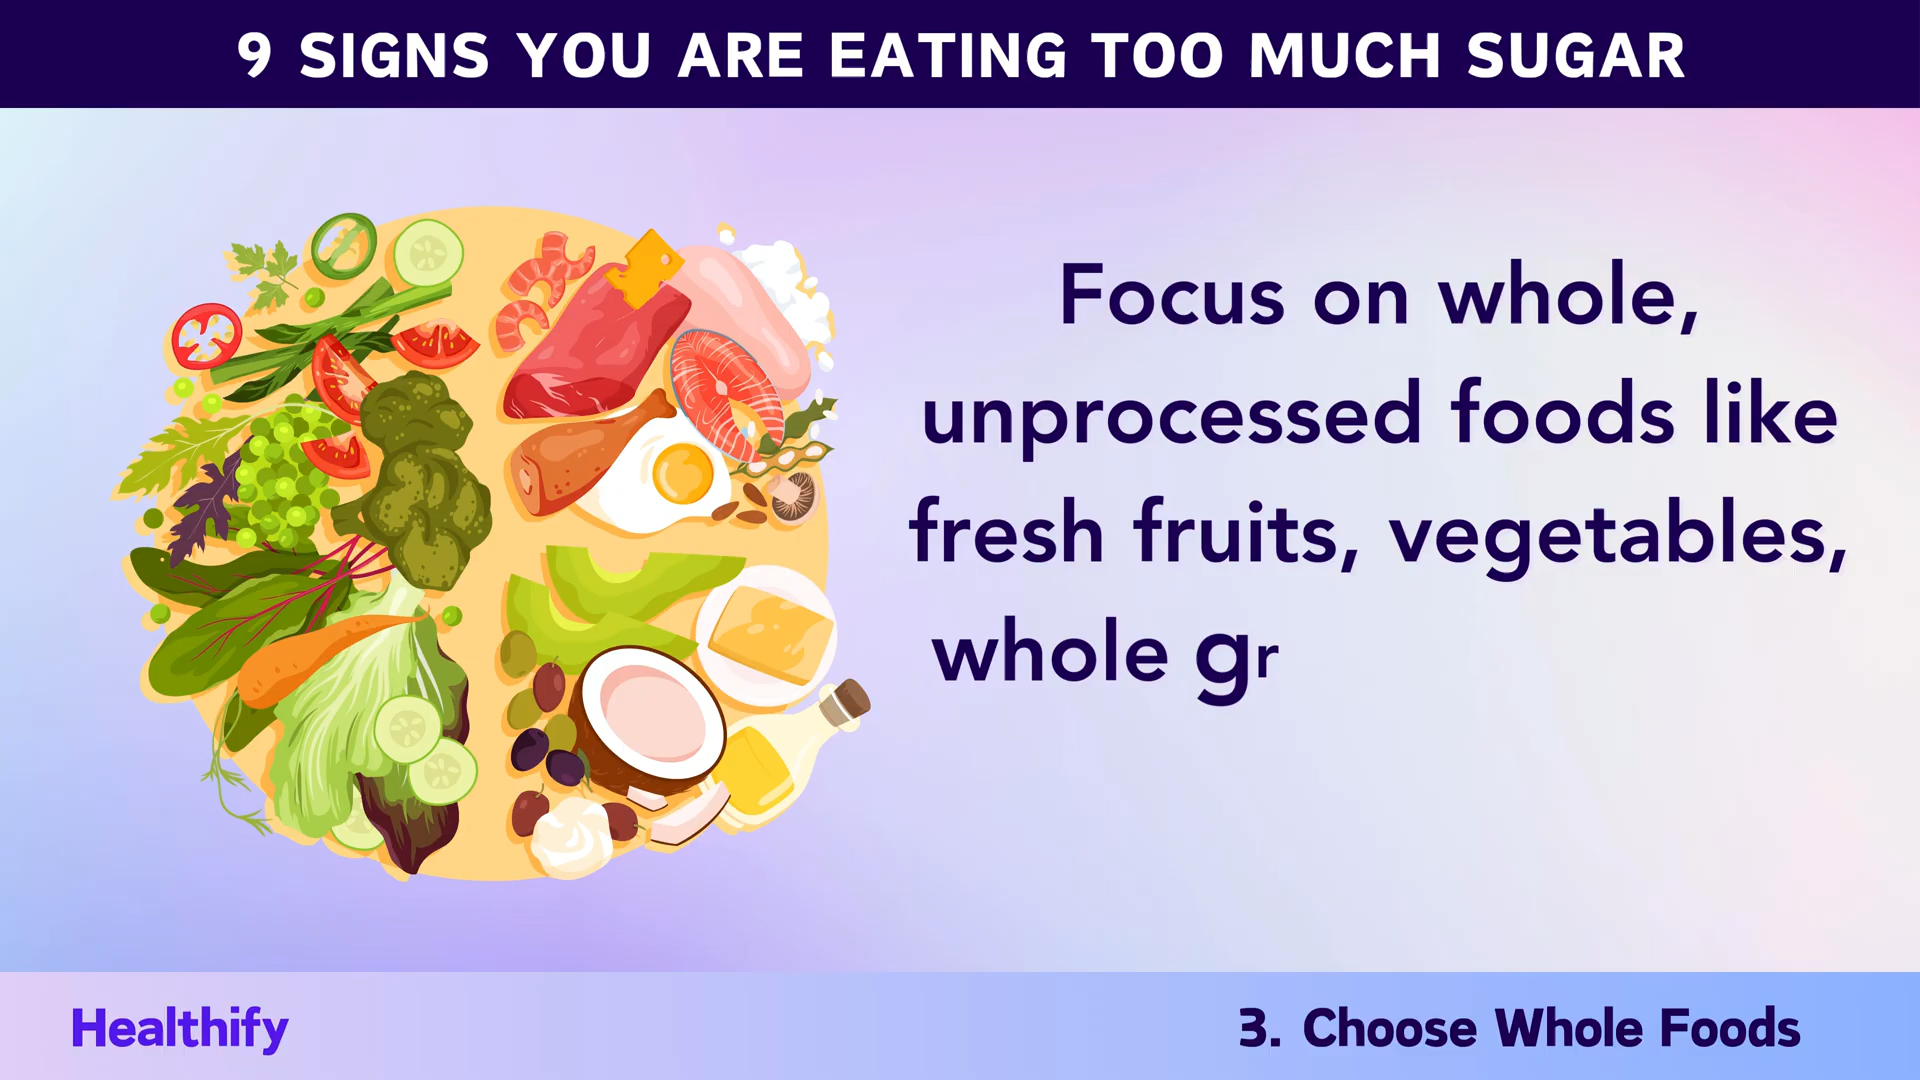 9 SIGNS YOU ARE EATING TOO MUCH SUGAR
Focus on whole,
unprocessed foods like
fresh fruits, vegetables,
whole gr
Healthify
3. Choose Whole Foods